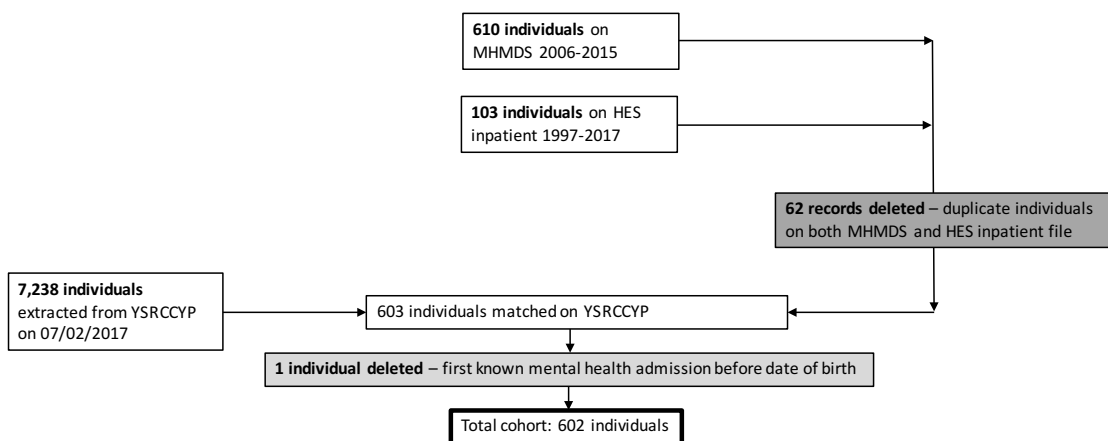 610 individuals on
MHMDS 2006-2015
103 individuals on HES
inpatient 1997-2017
62 records deleted – duplicate individuals
on both MHMDS and HES inpatient file
7,238 individuals
extracted from YSRCCYP
on 07/02/2017
603 individuals matched on YSRCCYP
1 individual deleted – first known mental health admission before date of birth
Total cohort: 602 individuals